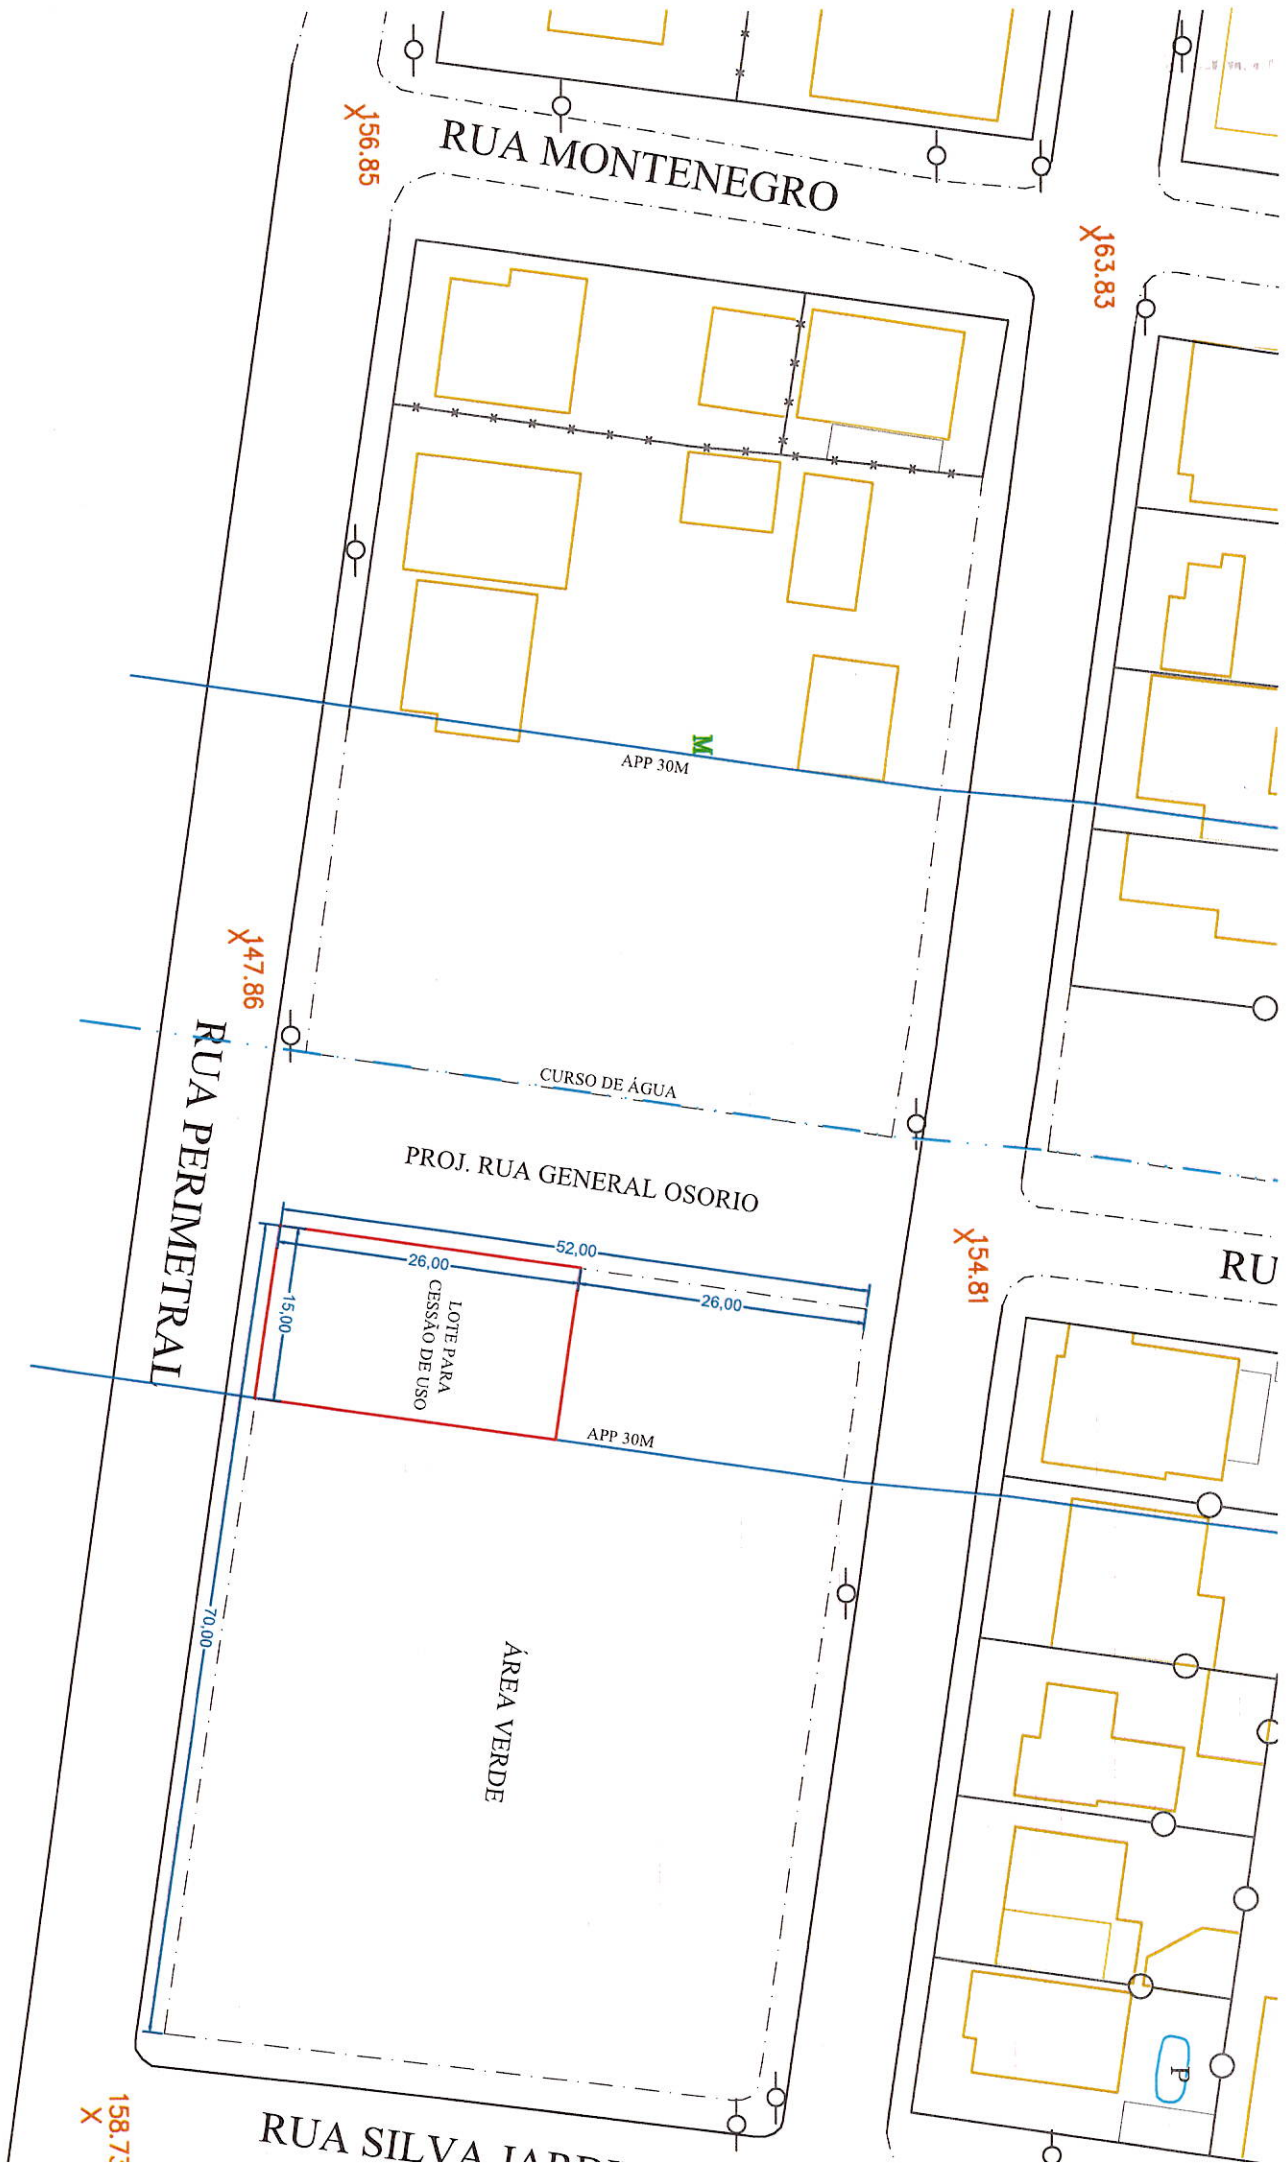 156.85
RUA MONTENEGRO
163.83
M
APP 30M
147.86
CURSO DE ÁGUA
PROJ. RUA GENERAL OSORIO
RUA PERIMETRAL
154.81
RU
52,00
26,00
26,00
15,00
LOTE PARA
CESSÃO DE USO
APP 30M
70,00
ÁREA VERDE
P
158.73
RUA SILVA JARDI